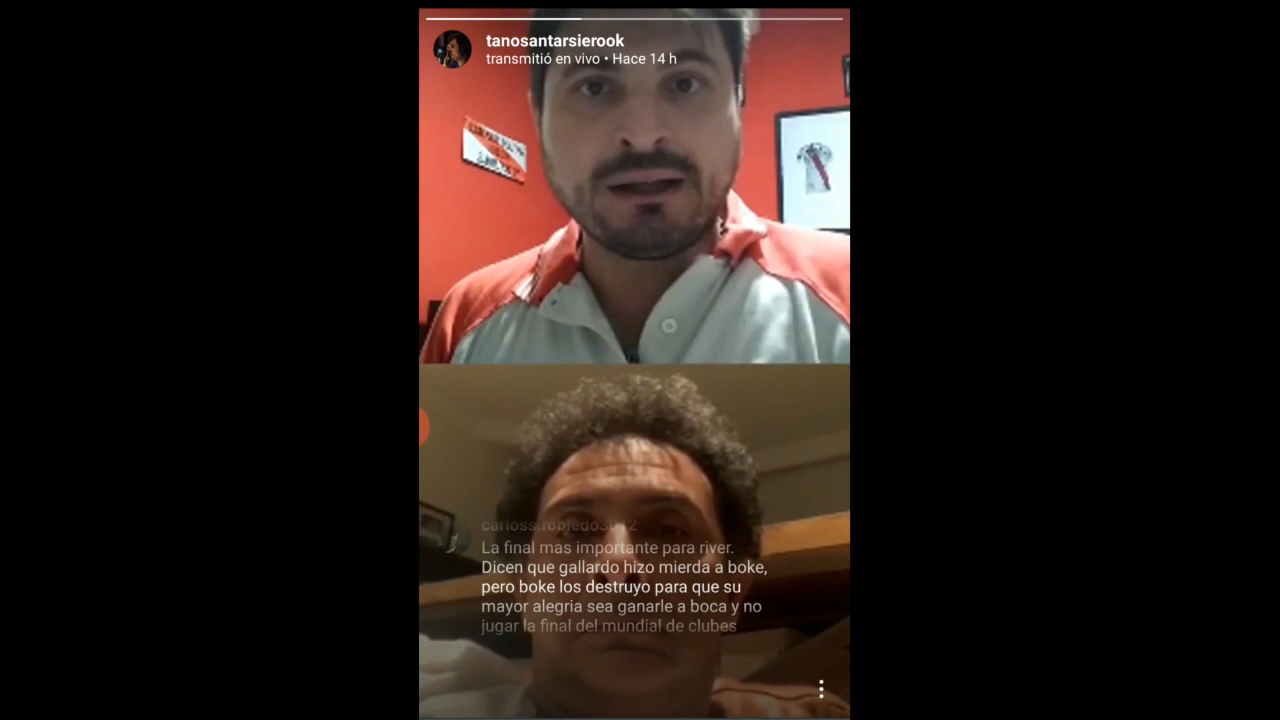 tanosantarsierook
transmitió en vivo • Hace 14 h
carloss.robledo3012
La final mas importante para river.
Dicen que gallardo hizo mierda a boke,
pero boke los destruyo para que su
mayor alegria sea ganarle a boca y no
jugar la final del mundial de clubes